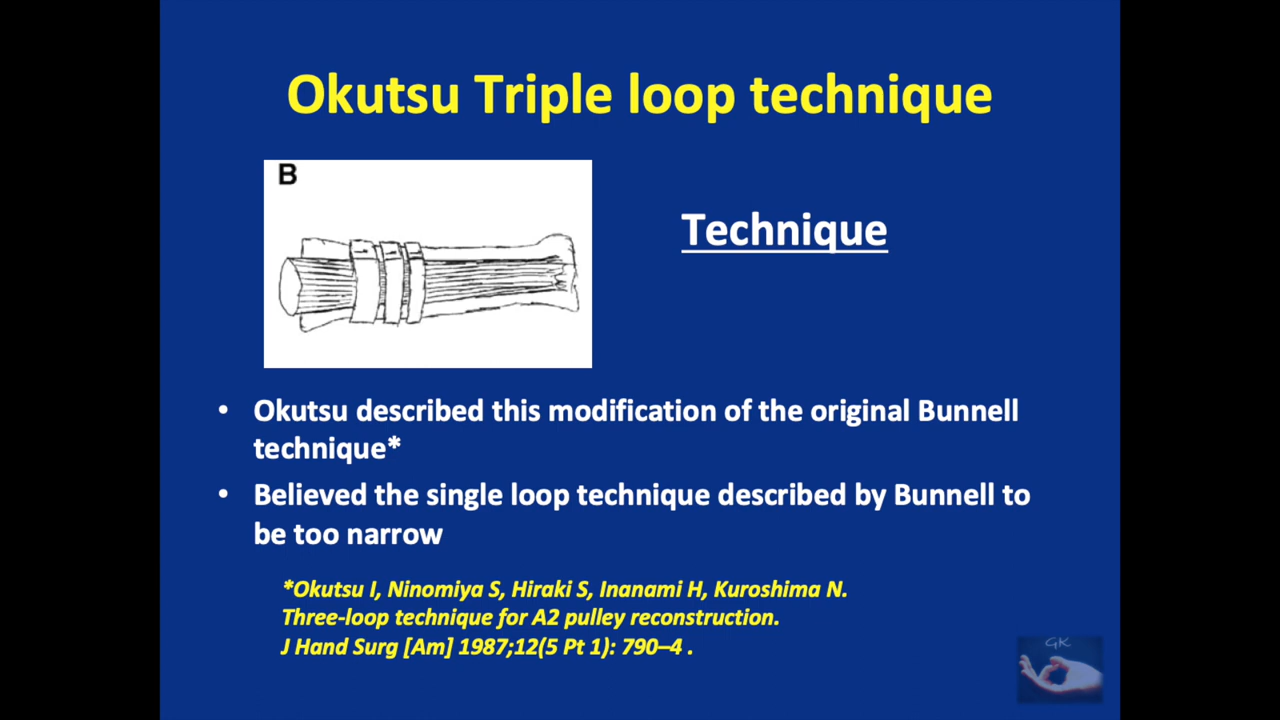 Okutsu Triple loop technique
B
Technique
• Okutsu described this modification of the original Bunnell
technique*
• Believed the single loop technique described by Bunnell to
be too narrow
*Okutsu I, Ninomiya S, Hiraki S, Inanami H, Kuroshima N.
Three-loop technique for A2 pulley reconstruction.
J Hand Surg [Am] 1987;12(5 Pt 1): 790–4 .
GK